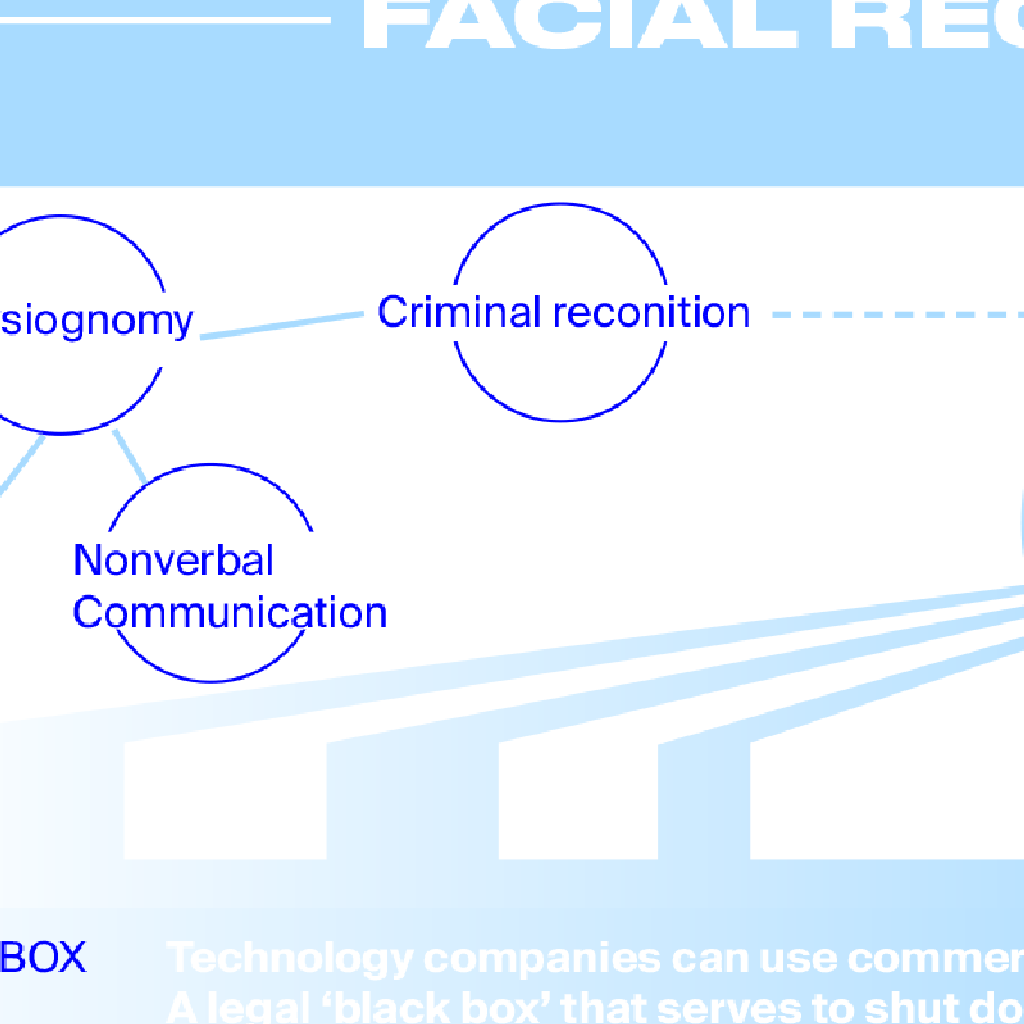 FACIAL REC
siognomy
Criminal reconition
Nonverbal
Communication
BOX
Technology companies can use commer
A legal ‘black box’ that serves to shut do